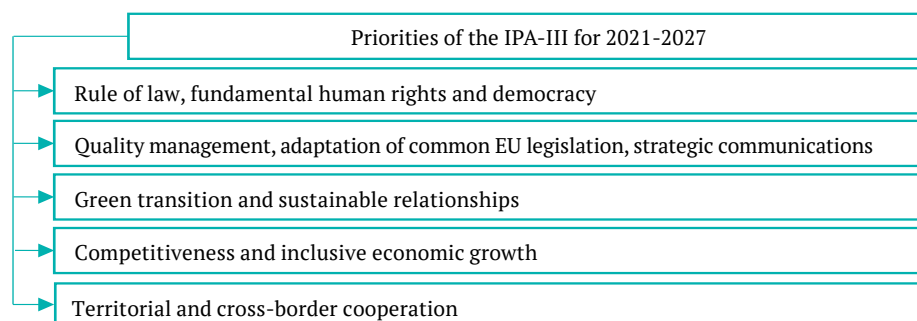 Priorities of the IPA-III for 2021-2027
Rule of law, fundamental human rights and democracy
Quality management, adaptation of common EU legislation, strategic communications
Green transition and sustainable relationships
Competitiveness and inclusive economic growth
Territorial and cross-border cooperation